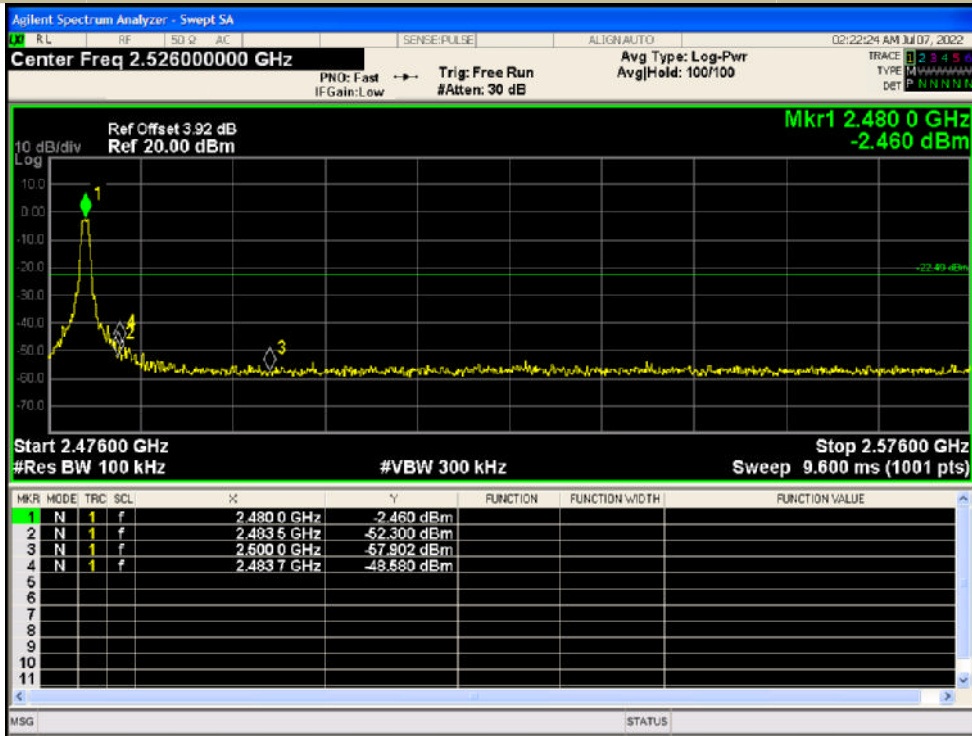 Agilent Spectrum Analyzer - Swept SA
LXI RL RF 50 Ω AC SENSE:PULSE ALIGNAUTO 02:22:24 AM Jul 07, 2022
Center Freq 2.526000000 GHz
PNO: Fast Trig: Free Run Avg Type: Log-Pwr TRACE 1 2 3 4 5 6
IFGain:Low #Atten: 30 dB Avg|Hold: 100/100 TYPE M WWWWW
DET P N N N N N
Mkr1 2.480 0 GHz
-2.460 dBm
Ref Offset 3.92 dB
10 dB/div Ref 20.00 dBm
Log
10.0
1
0.00
-10.0
-20.0
-22.49 dBm
-30.0
-40.0
4
2
-50.0
3
-60.0
-70.0
Start 2.47600 GHz Stop 2.57600 GHz
#Res BW 100 kHz #VBW 300 kHz Sweep 9.600 ms (1001 pts)
MKR MODE TRC SCL X Y FUNCTION FUNCTION WIDTH FUNCTION VALUE
1 N 1 f 2.480 0 GHz -2.460 dBm
2 N 1 f 2.483 5 GHz -52.300 dBm
3 N 1 f 2.500 0 GHz -57.902 dBm
4 N 1 f 2.483 7 GHz -48.580 dBm
5
6
7
8
9
10
11
MSG STATUS